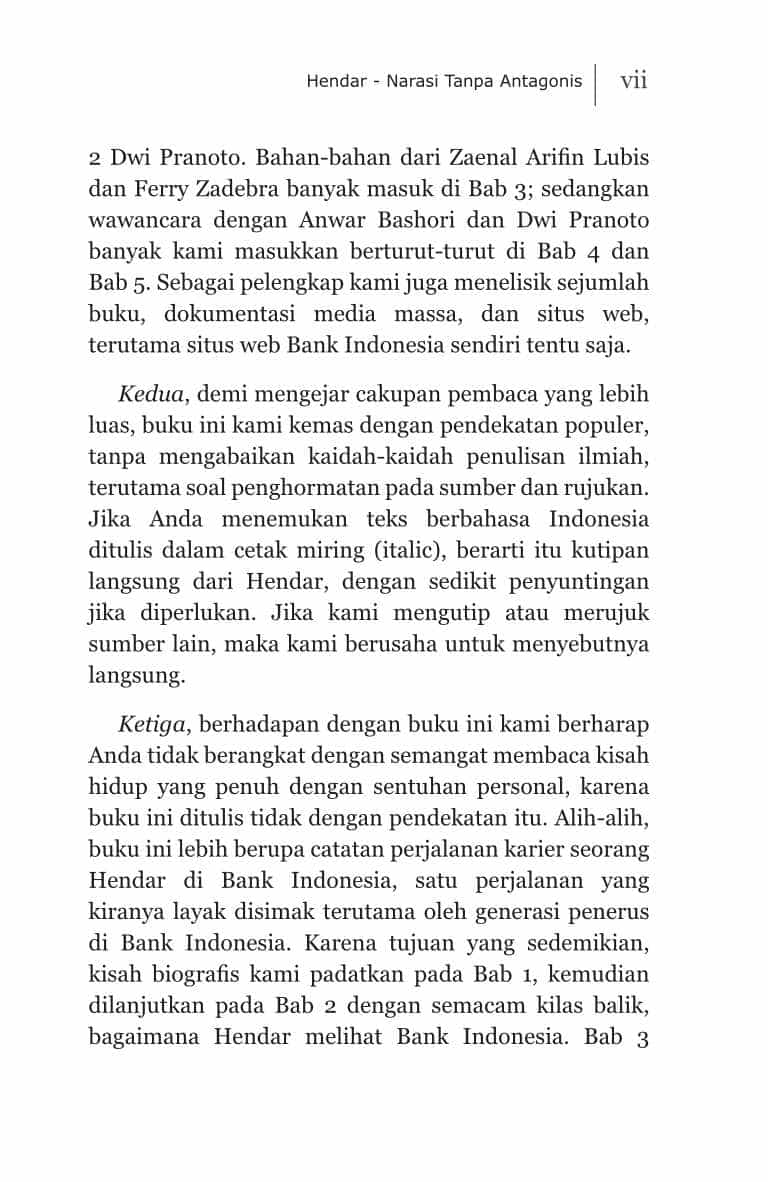 Hendar - Narasi Tanpa Antagonis vii
2 Dwi Pranoto. Bahan-bahan dari Zaenal Arifin Lubis
dan Ferry Zadebra banyak masuk di Bab 3; sedangkan
wawancara dengan Anwar Bashori dan Dwi Pranoto
banyak kami masukkan berturut-turut di Bab 4 dan
Bab 5. Sebagai pelengkap kami juga menelisik sejumlah
buku, dokumentasi media massa, dan situs web,
terutama situs web Bank Indonesia sendiri tentu saja.
Kedua, demi mengejar cakupan pembaca yang lebih
luas, buku ini kami kemas dengan pendekatan populer,
tanpa mengabaikan kaidah-kaidah penulisan ilmiah,
terutama soal penghormatan pada sumber dan rujukan.
Jika Anda menemukan teks berbahasa Indonesia
ditulis dalam cetak miring (italic), berarti itu kutipan
langsung dari Hendar, dengan sedikit penyuntingan
jika diperlukan. Jika kami mengutip atau merujuk
sumber lain, maka kami berusaha untuk menyebutnya
langsung.
Ketiga, berhadapan dengan buku ini kami berharap
Anda tidak berangkat dengan semangat membaca kisah
hidup yang penuh dengan sentuhan personal, karena
buku ini ditulis tidak dengan pendekatan itu. Alih-alih,
buku ini lebih berupa catatan perjalanan karier seorang
Hendar di Bank Indonesia, satu perjalanan yang
kiranya layak disimak terutama oleh generasi penerus
di Bank Indonesia. Karena tujuan yang sedemikian,
kisah biografis kami padatkan pada Bab 1, kemudian
dilanjutkan pada Bab 2 dengan semacam kilas balik,
bagaimana Hendar melihat Bank Indonesia. Bab 3